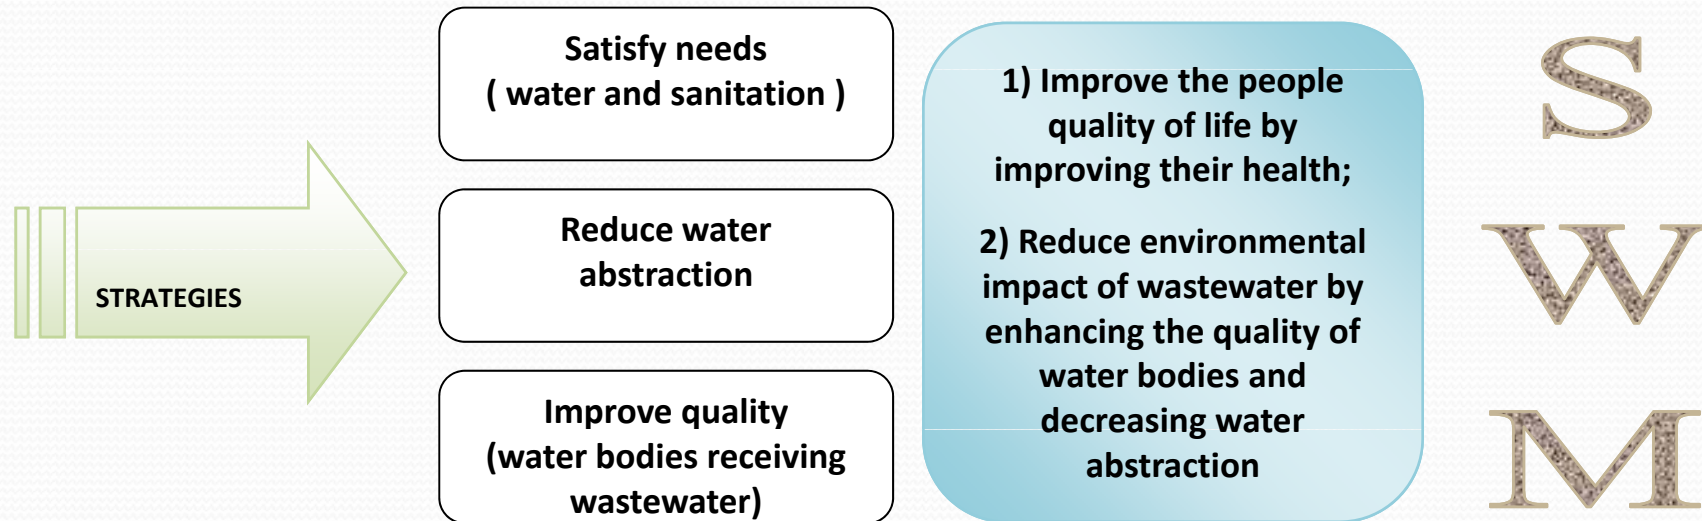 STRATEGIES
Satisfy needs
( water and sanitation )
Reduce water
abstraction
Improve quality
(water bodies receiving
wastewater)
1) Improve the people
quality of life by
improving their health;
2) Reduce environmental
impact of wastewater by
enhancing the quality of
water bodies and
decreasing water
abstraction
S
W
M